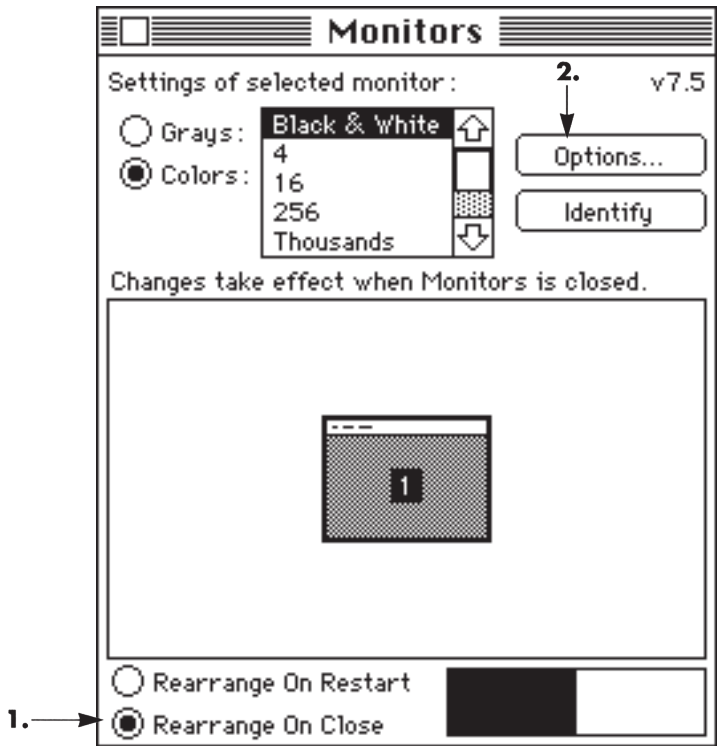 Monitors
Settings of selected monitor :
2.
v7.5
Grays :
Colors :
Black & White
4
16
256
Thousands
Options...
Identify
Changes take effect when Monitors is closed.
1
Rearrange On Restart
1.
Rearrange On Close